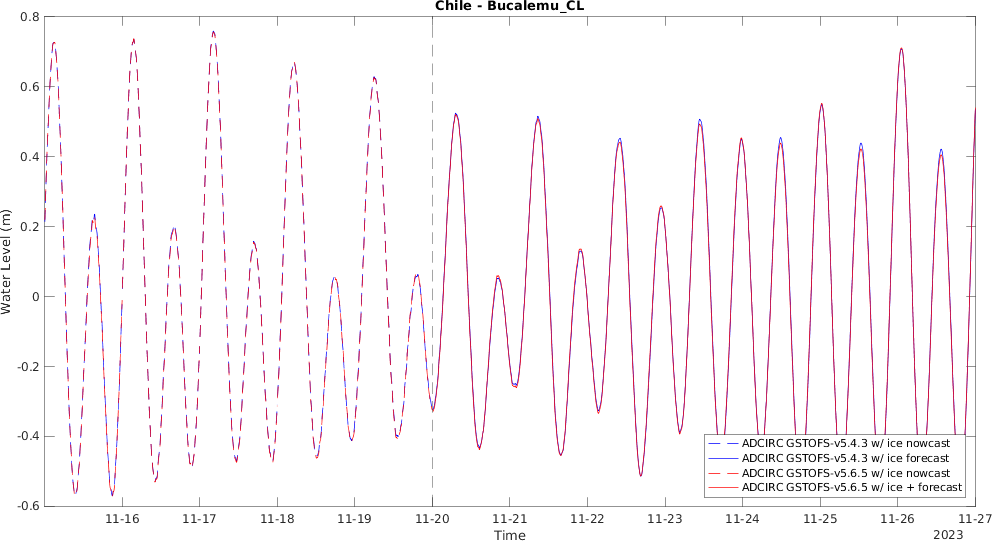 Chile - Bucalemu_CL
0.8
0.6
0.4
0.2
0
-0.2
-0.4
-0.6
Water Level (m)
ADCIRC GSTOFS-v5.4.3 w/ ice nowcast
ADCIRC GSTOFS-v5.4.3 w/ ice forecast
ADCIRC GSTOFS-v5.6.5 w/ ice nowcast
ADCIRC GSTOFS-v5.6.5 w/ ice + forecast
11-16 11-17 11-18 11-19 11-20 11-21 11-22 11-23 11-24 11-25 11-26 11-27
Time
2023